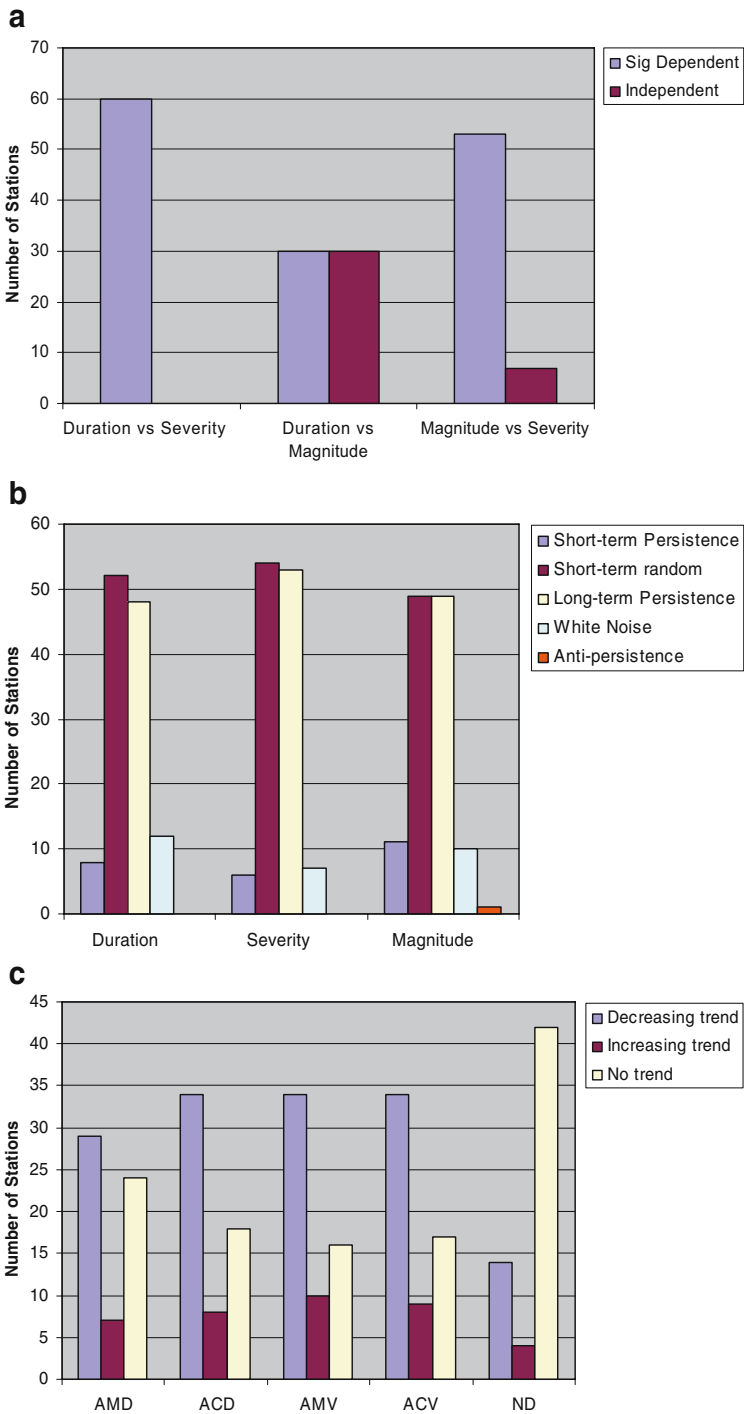 a
70
60
50
40
30
20
10
0
Number of Stations
Duration vs Severity
Duration vs
Magnitude
Magnitude vs Severity
Sig Dependent
Independent
b
60
50
40
30
20
10
0
Number of Stations
Duration
Severity
Magnitude
Short-term Persistence
Short-term random
Long-term Persistence
White Noise
Anti-persistence
c
45
40
35
30
25
20
15
10
5
0
Number of Stations
AMD
ACD
AMV
ACV
ND
Decreasing trend
Increasing trend
No trend